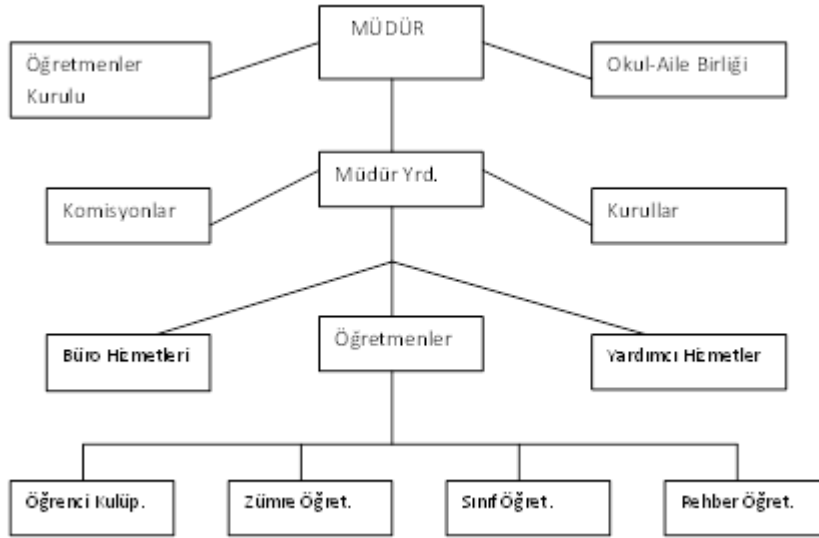 MÜDÜR
Öğretmenler
Kurulu
Okul-Aile Birliği
Müdür Yrd.
Komisyonlar
Kurullar
Büro Hizmetleri
Öğretmenler
Yardımcı Hizmetler
Öğrenci Kulüp.
Zümre Öğret.
Sınıf Öğret.
Rehber Öğret.